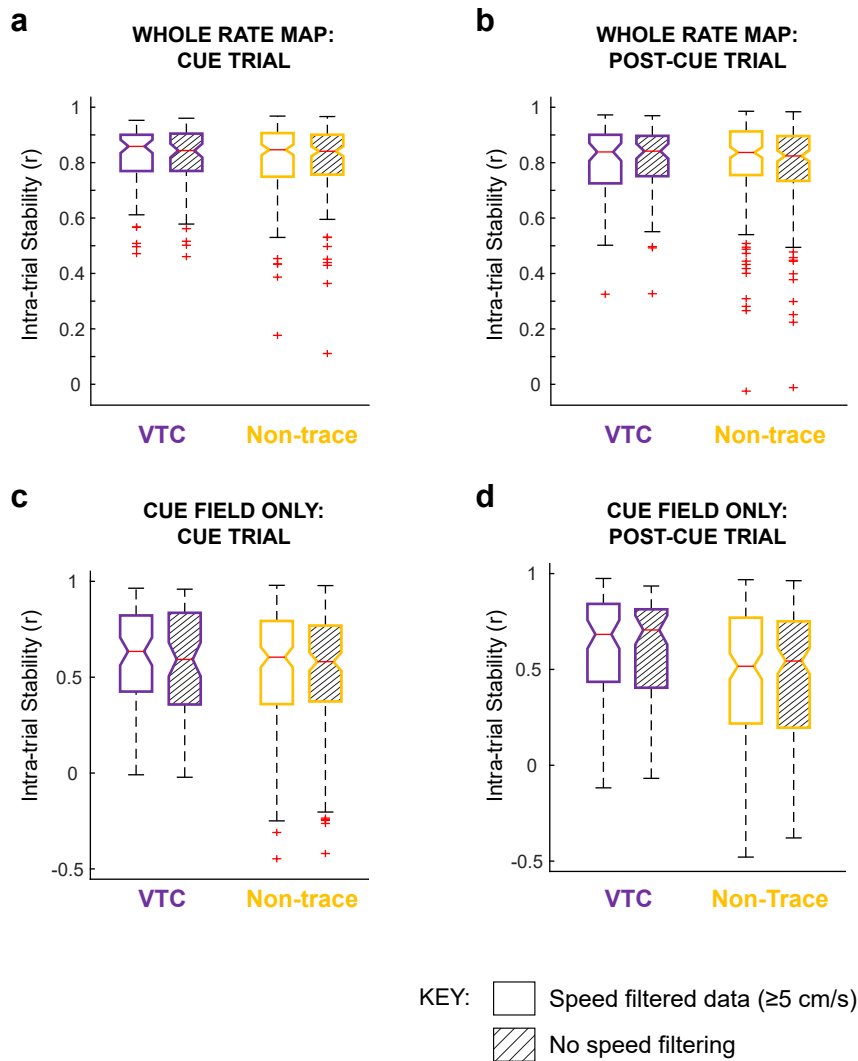 a
WHOLE RATE MAP:
CUE TRIAL
Intra-trial Stability (r)
1
0.8
0.6
0.4
0.2
0
VTC
Non-trace
b
WHOLE RATE MAP:
POST-CUE TRIAL
Intra-trial Stability (r)
1
0.8
0.6
0.4
0.2
0
VTC
Non-trace
c
CUE FIELD ONLY:
CUE TRIAL
Intra-trial Stability (r)
1
0.5
0
-0.5
VTC
Non-trace
d
CUE FIELD ONLY:
POST-CUE TRIAL
Intra-trial Stability (r)
1
0.5
0
-0.5
VTC
Non-Trace
KEY:
Speed filtered data (≥5 cm/s)
No speed filtering